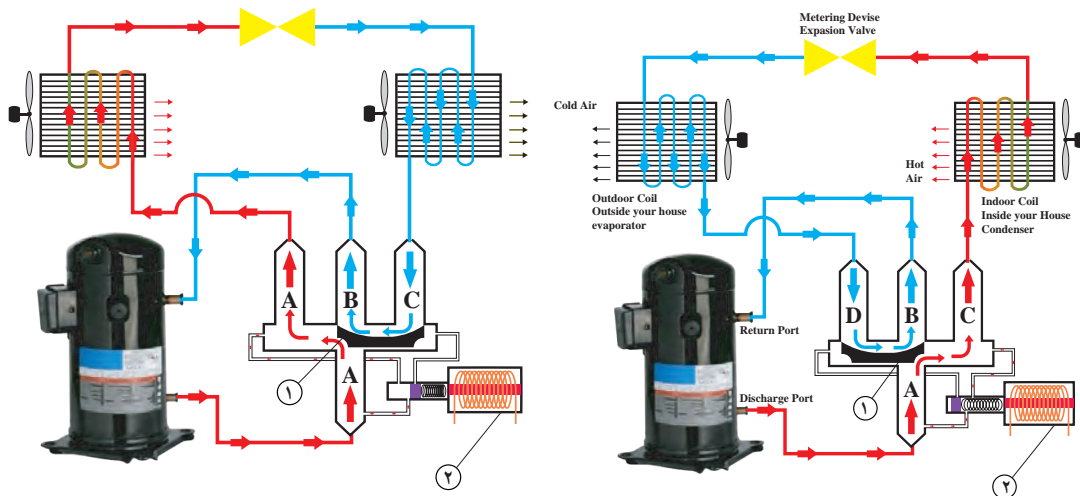 A
B
C
A
١
٢
Metering Devise
Expasion Valve
Cold Air
Hot
Air
Outdoor Coil
Outside your house
evaporator
Indoor Coil
Inside your House
Condenser
D
B
C
A
Return Port
Discharge Port
١
٢